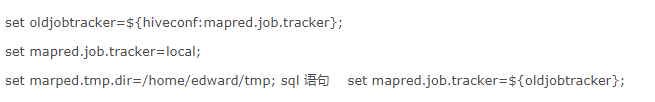 set oldjobtracker=${hiveconf:mapred.job.tracker};
set mapred.job.tracker=local;
set marped.tmp.dir=/home/edward/tmp; sql 语句 set mapred.job.tracker=${oldjobtracker};